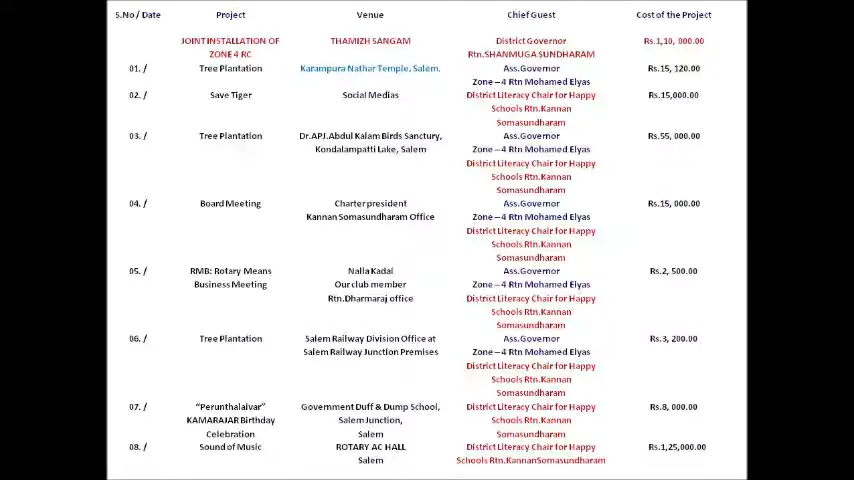 S.No / Date Project Venue Chief Guest Cost of the Project
JOINT INSTALLATION OF THAMIZH SANGAM District Governor Rs.1,10, 000.00
ZONE 4 RC Rtn.SHANMUGA SUNDHARAM
01. / Tree Plantation Karampura Nathar Temple, Salem. Ass.Governor Rs.15, 120.00
Zone – 4 Rtn Mohamed Elyas
02. / Save Tiger Social Medias District Literacy Chair for Happy Rs.15,000.00
Schools Rtn.Kannan
Somasundharam
03. / Tree Plantation Dr.APJ.Abdul Kalam Birds Sanctury, Ass.Governor Rs.55, 000.00
Kondalampatti Lake, Salem Zone – 4 Rtn Mohamed Elyas
District Literacy Chair for Happy
Schools Rtn.Kannan
Somasundharam
04. / Board Meeting Charter president Ass.Governor Rs.15, 000.00
Kannan Somasundharam Office Zone – 4 Rtn Mohamed Elyas
District Literacy Chair for Happy
Schools Rtn.Kannan
Somasundharam
05. / RMB: Rotary Means Nalla Kadal Ass.Governor Rs.2, 500.00
Business Meeting Our club member Zone – 4 Rtn Mohamed Elyas
Rtn.Dharmaraj office District Literacy Chair for Happy
Schools Rtn.Kannan
Somasundharam
06. / Tree Plantation Salem Railway Division Office at Ass.Governor Rs.3, 200.00
Salem Railway Junction Premises Zone – 4 Rtn Mohamed Elyas
District Literacy Chair for Happy
Schools Rtn.Kannan
Somasundharam
07. / “Perunthalaivar” Government Duff & Dump School, District Literacy Chair for Happy Rs.8, 000.00
KAMARAJAR Birthday Salem Junction, Schools Rtn.Kannan
Celebration Salem Somasundharam
08. / Sound of Music ROTARY AC HALL District Literacy Chair for Happy Rs.1,25,000.00
Salem Schools Rtn.KannanSomasundharam